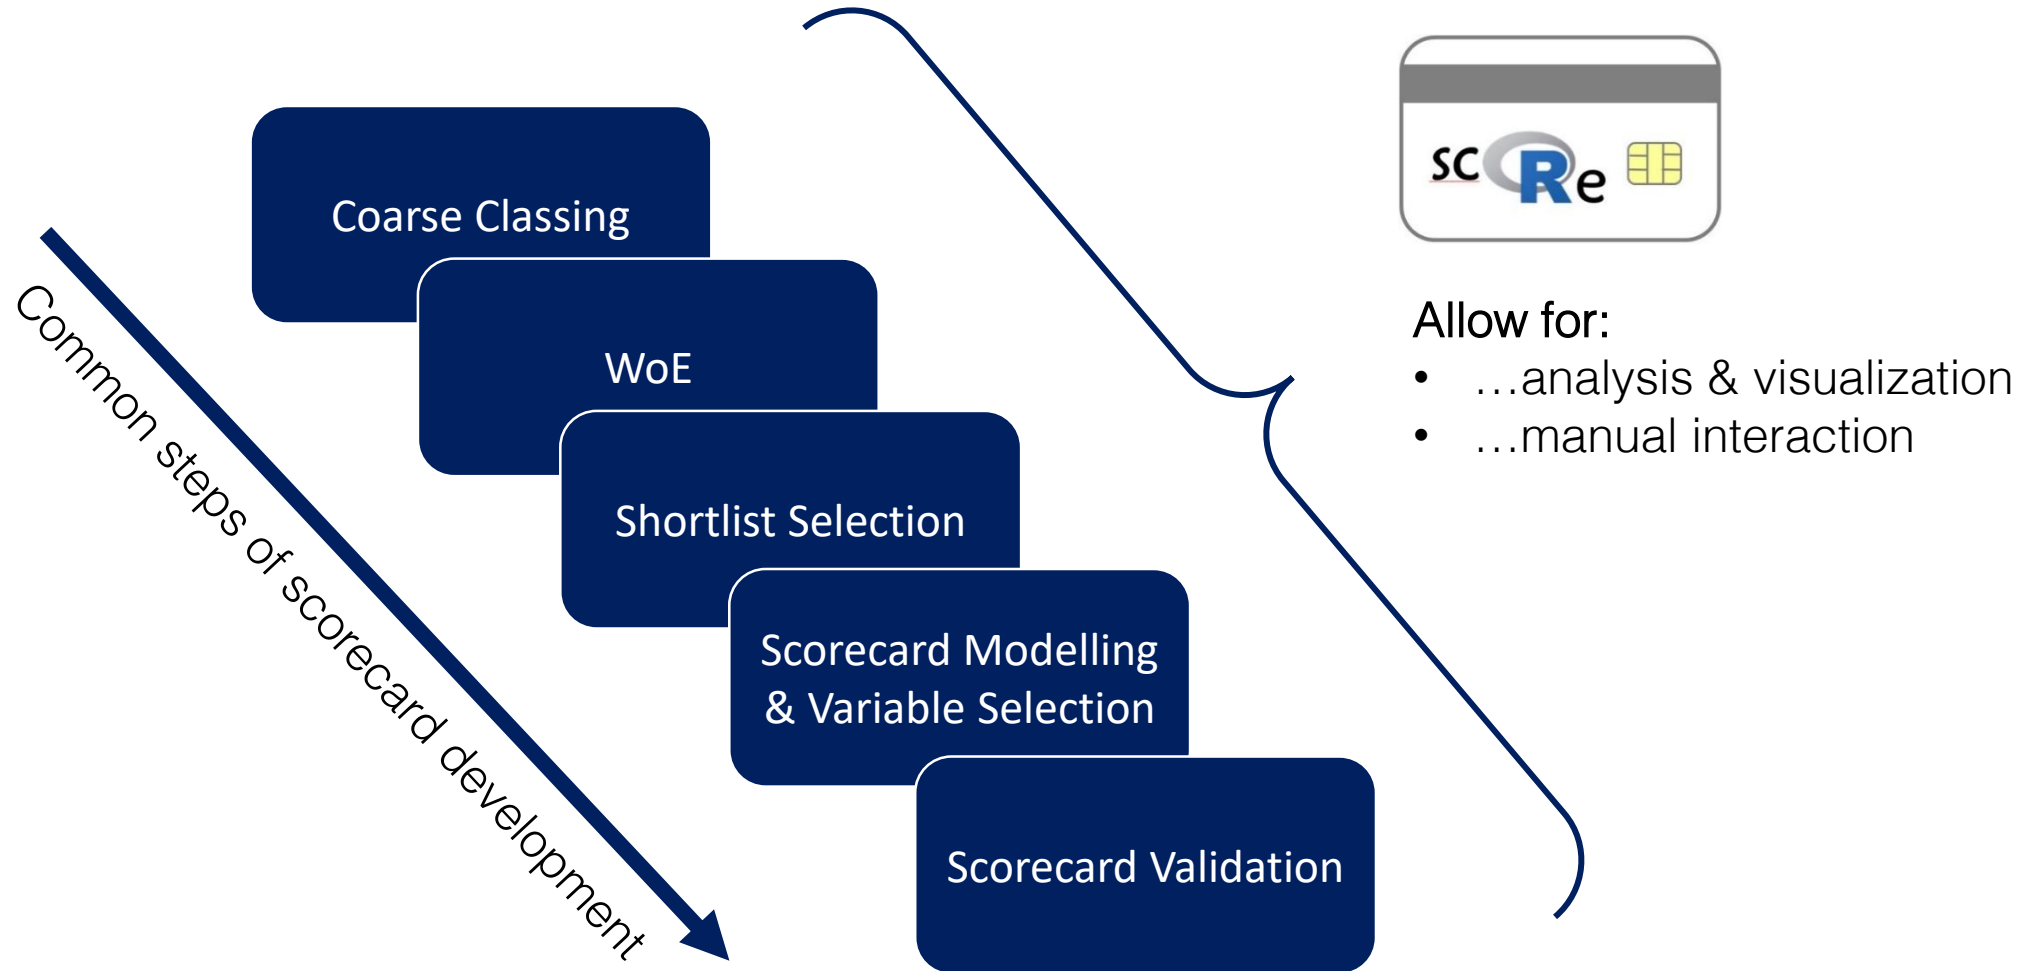 Coarse Classing
WoE
Shortlist Selection
Scorecard Modelling
& Variable Selection
Scorecard Validation
Common steps of scorecard development
scoRe
Allow for:
• …analysis & visualization
• …manual interaction